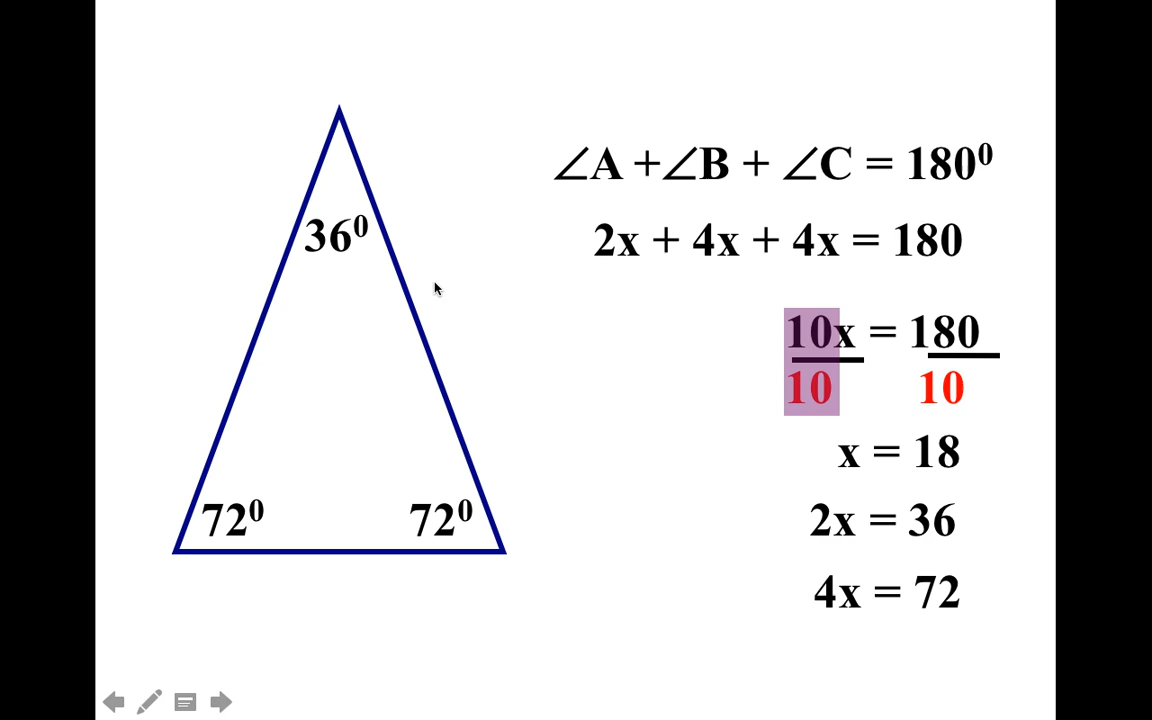 36⁰
72⁰ 72⁰
∠A +∠B + ∠C = 180⁰
2x + 4x + 4x = 180
10x = 180
10 10
x = 18
2x = 36
4x = 72